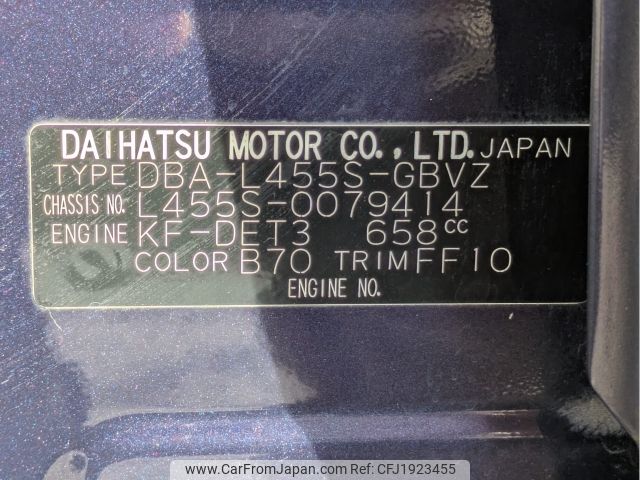 DAIHATSU MOTOR CO., LTD. JAPAN
TYPE DBA-L455S-GBVZ
CHASSIS NO. L455S-0079414
ENGINE KF-DET3 658cc
COLOR B70 TRIM FF10
ENGINE NO.
www.CarFromJapan.com | Ref. No: CFJ1923455